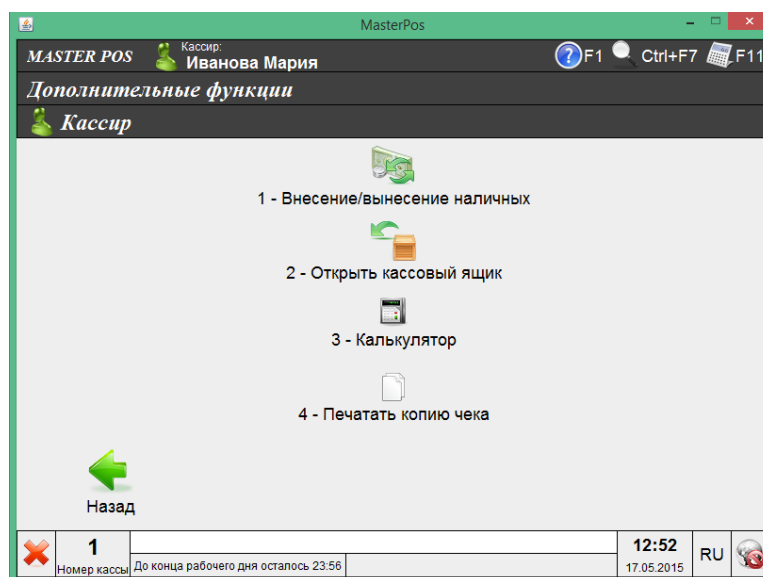 MasterPos
MASTER POS
Кассир:
Иванова Мария
F1
Ctrl+F7
F11
Дополнительные функции
Кассир
1 - Внесение/вынесение наличных
2 - Открыть кассовый ящик
3 - Калькулятор
4 - Печатать копию чека
Назад
1
Номер кассы
До конца рабочего дня осталось 23:56
12:52
17.05.2015
RU